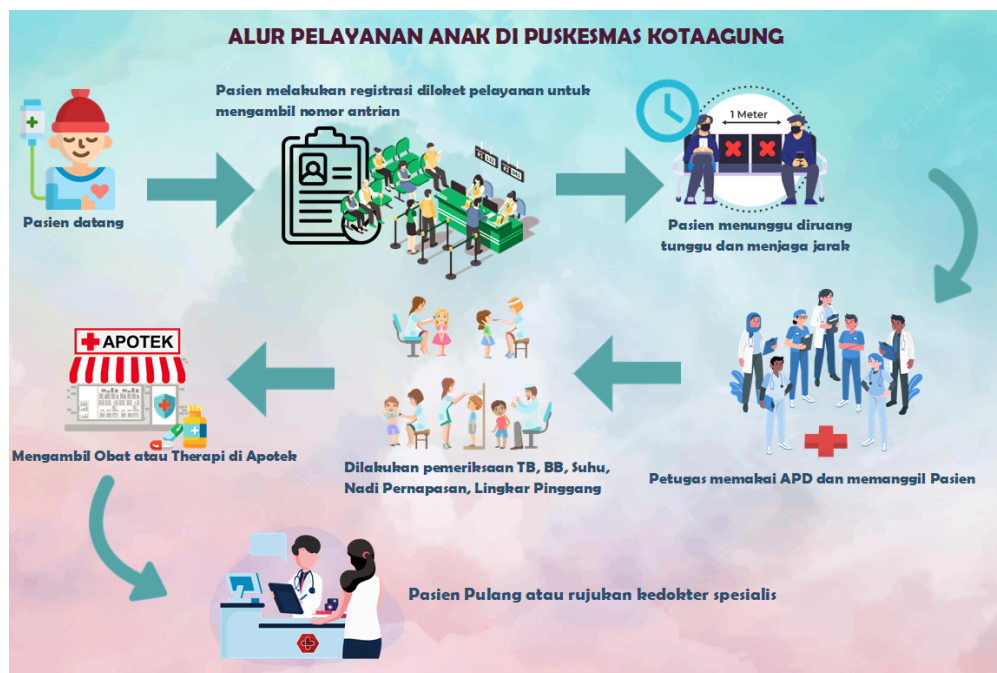 ALUR PELAYANAN ANAK DI PUSKESMAS KOTAAGUNG
Pasien melakukan registrasi diloket pelayanan untuk
mengambil nomor antrian
1 Meter
Pasien datang
Pasien menunggu diruang
tunggu dan menjaga jarak
APOTEK
Mengambil Obat atau Therapi di Apotek
Dilakukan pemeriksaan TB, BB, Suhu,
Nadi Pernapasan, Lingkar Pinggang
Petugas memakai APD dan memanggil Pasien
Pasien Pulang atau rujukan kedokter spesialis